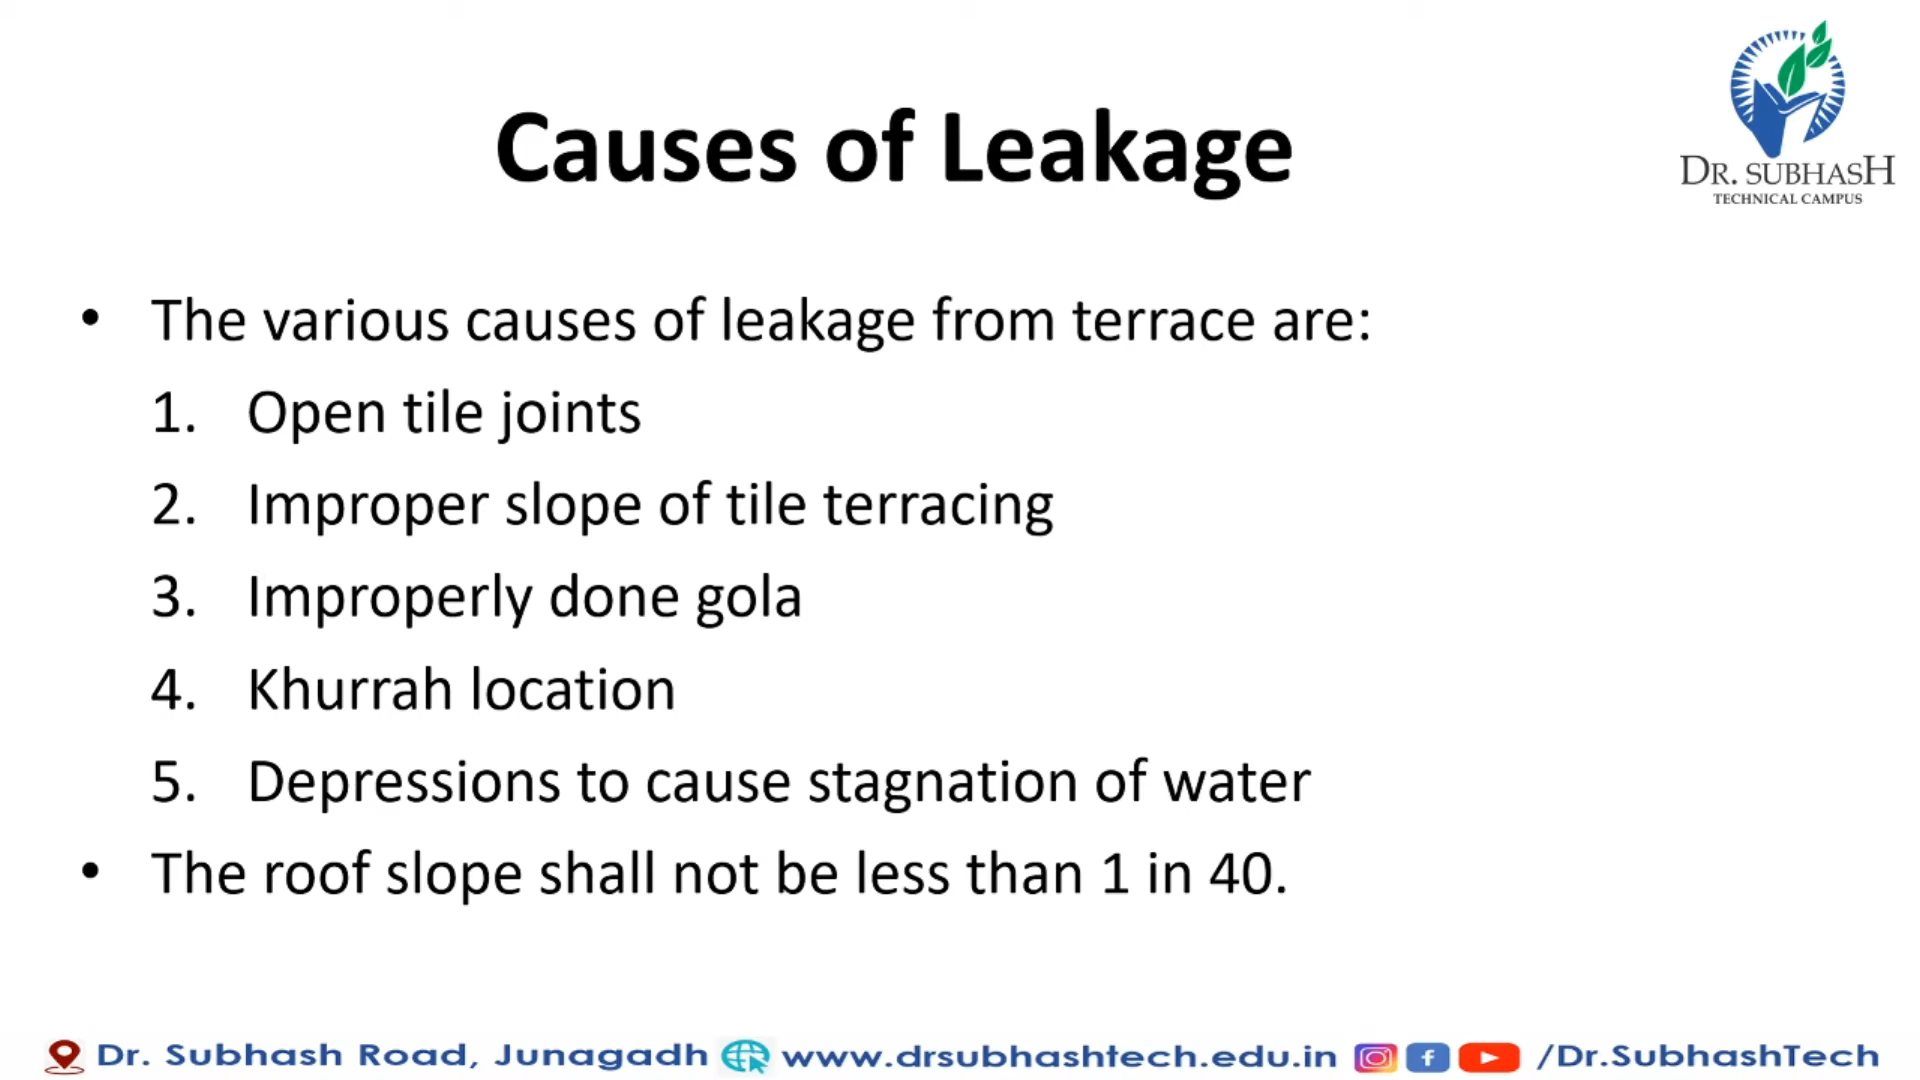 DR. SUBHASH
TECHNICAL CAMPUS
Causes of Leakage
• The various causes of leakage from terrace are:
1. Open tile joints
2. Improper slope of tile terracing
3. Improperly done gola
4. Khurrah location
5. Depressions to cause stagnation of water
• The roof slope shall not be less than 1 in 40.
Dr. Subhash Road, Junagadh www.drsubhashtech.edu.in /Dr.SubhashTech